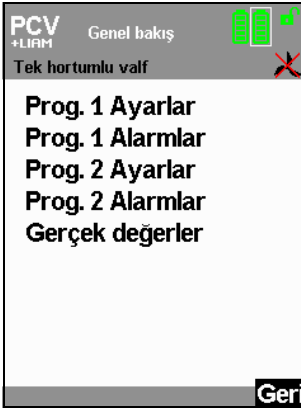 PCV
+LIAM
Genel bakış
Tek hortumlu valf
Prog. 1 Ayarlar
Prog. 1 Alarmlar
Prog. 2 Ayarlar
Prog. 2 Alarmlar
Gerçek değerler
Geri